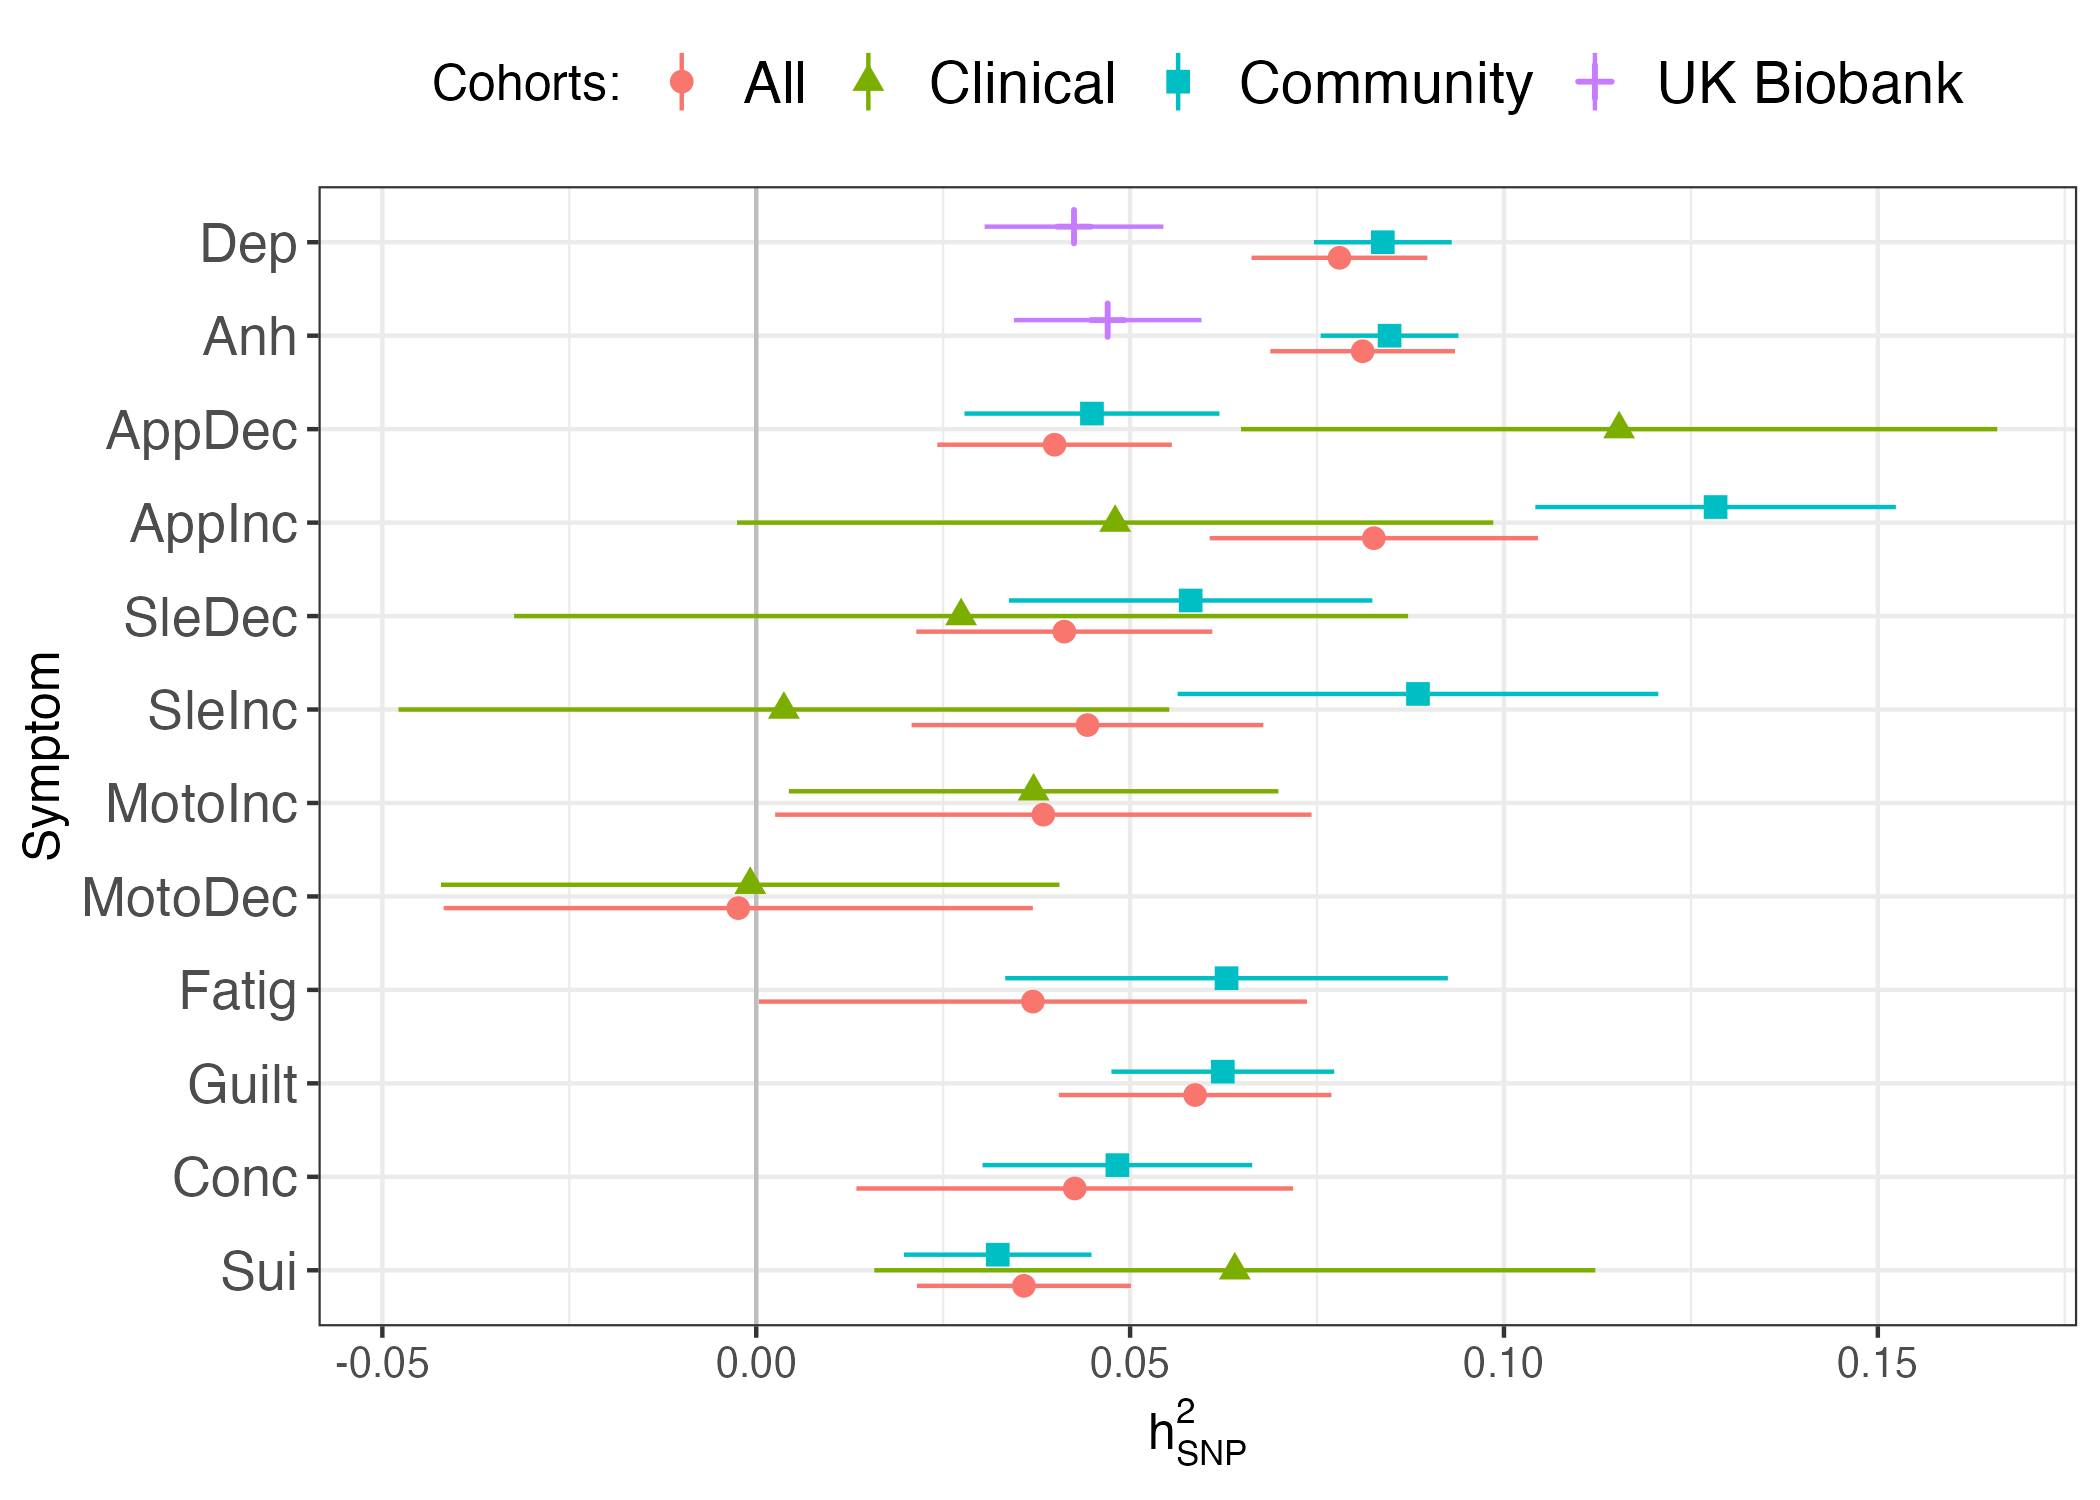 Cohorts: All Clinical Community UK Biobank
Symptom
Dep
Anh
AppDec
AppInc
SleDec
SleInc
MotoInc
MotoDec
Fatig
Guilt
Conc
Sui
-0.05 0.00 0.05 0.10 0.15
h²SNP